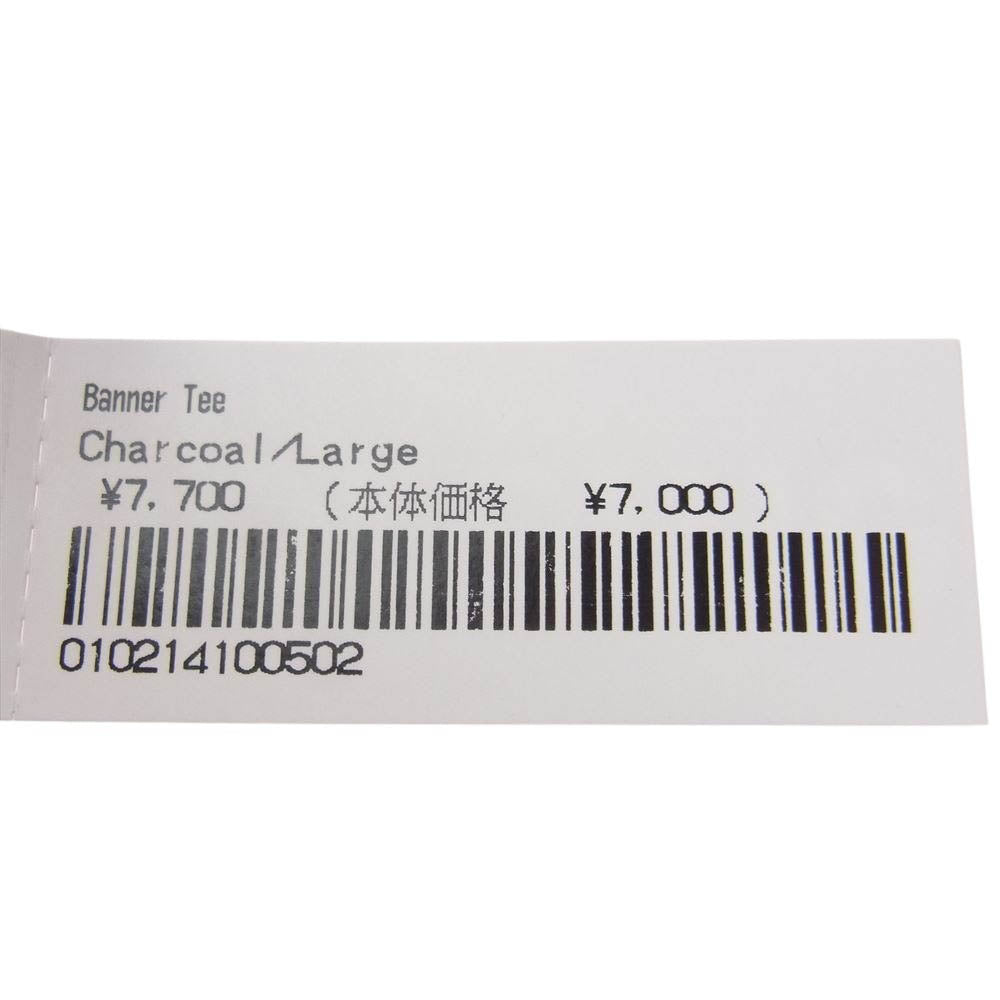 Banner Tee
Charcoal/Large
¥7,700 (本体価格 ¥7,000)
010214100502